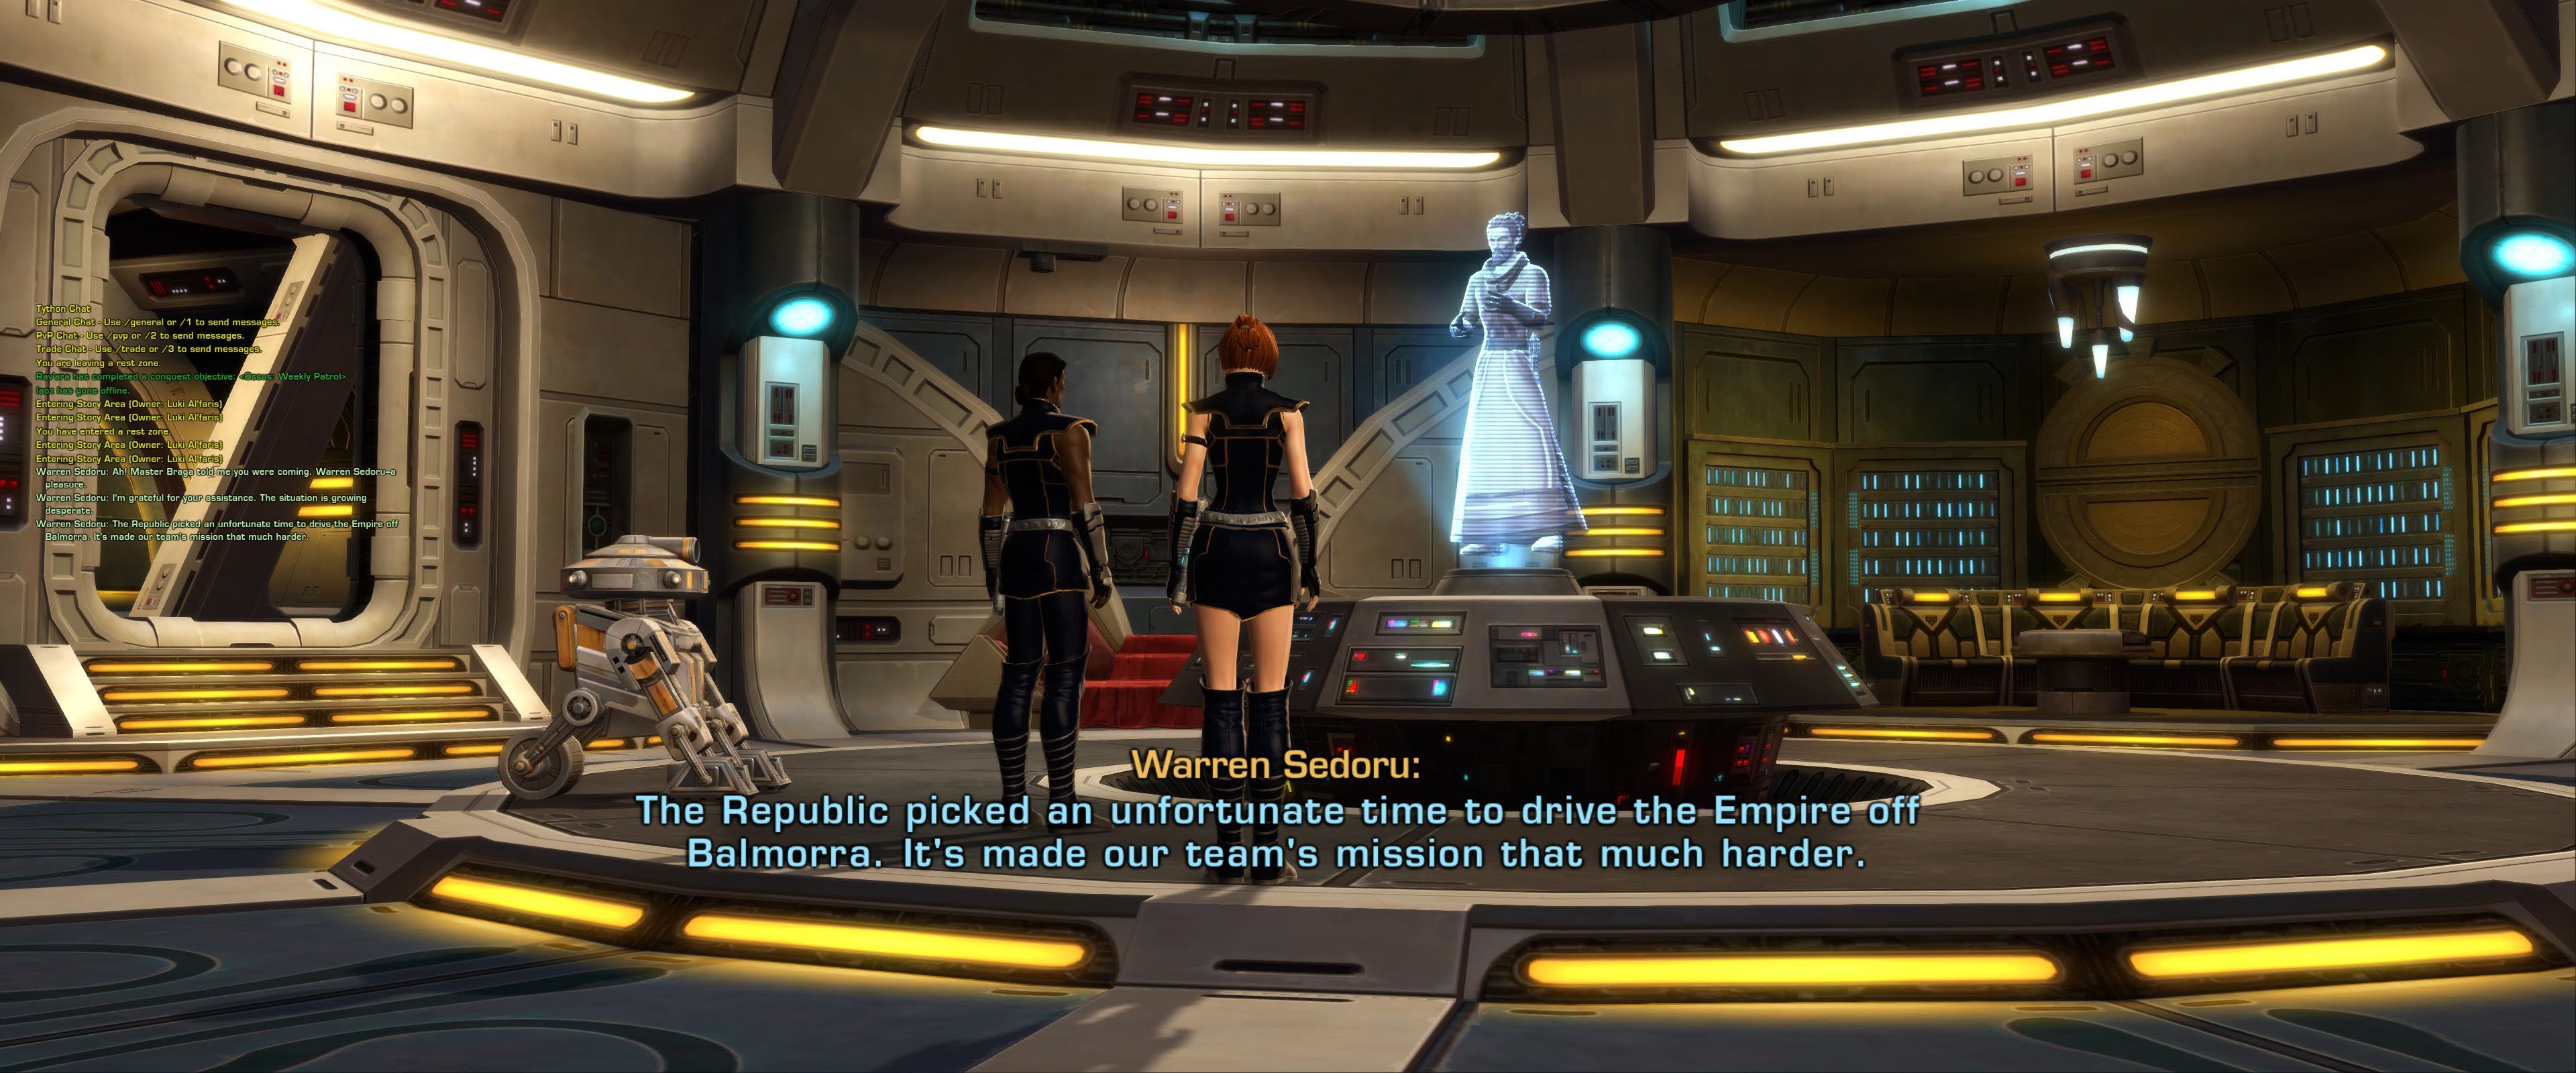 Tython Chat
General Chat - Use /general or /1 to send messages.
PvP Chat - Use /pvp or /2 to send messages.
Trade Chat - Use /trade or /3 to send messages.
You are leaving a rest zone.
Rav'ara has completed a conquest objective: <Ossus: Weekly Patrol>
has gone offline.
Entering Story Area (Owner: Luki Al'faris)
Entering Story Area (Owner: Luki Al'faris)
You have entered a rest zone.
Entering Story Area (Owner: Luki Al'faris)
Entering Story Area (Owner: Luki Al'faris)
Warren Sedoru: Ah! Master Braga told me you were coming. Warren Sedoru–a
pleasure.
Warren Sedoru: I'm grateful for your assistance. The situation is growing
desperate.
Warren Sedoru: The Republic picked an unfortunate time to drive the Empire off
Balmorra. It's made our team's mission that much harder.
Warren Sedoru:
The Republic picked an unfortunate time to drive the Empire off
Balmorra. It's made our team's mission that much harder.